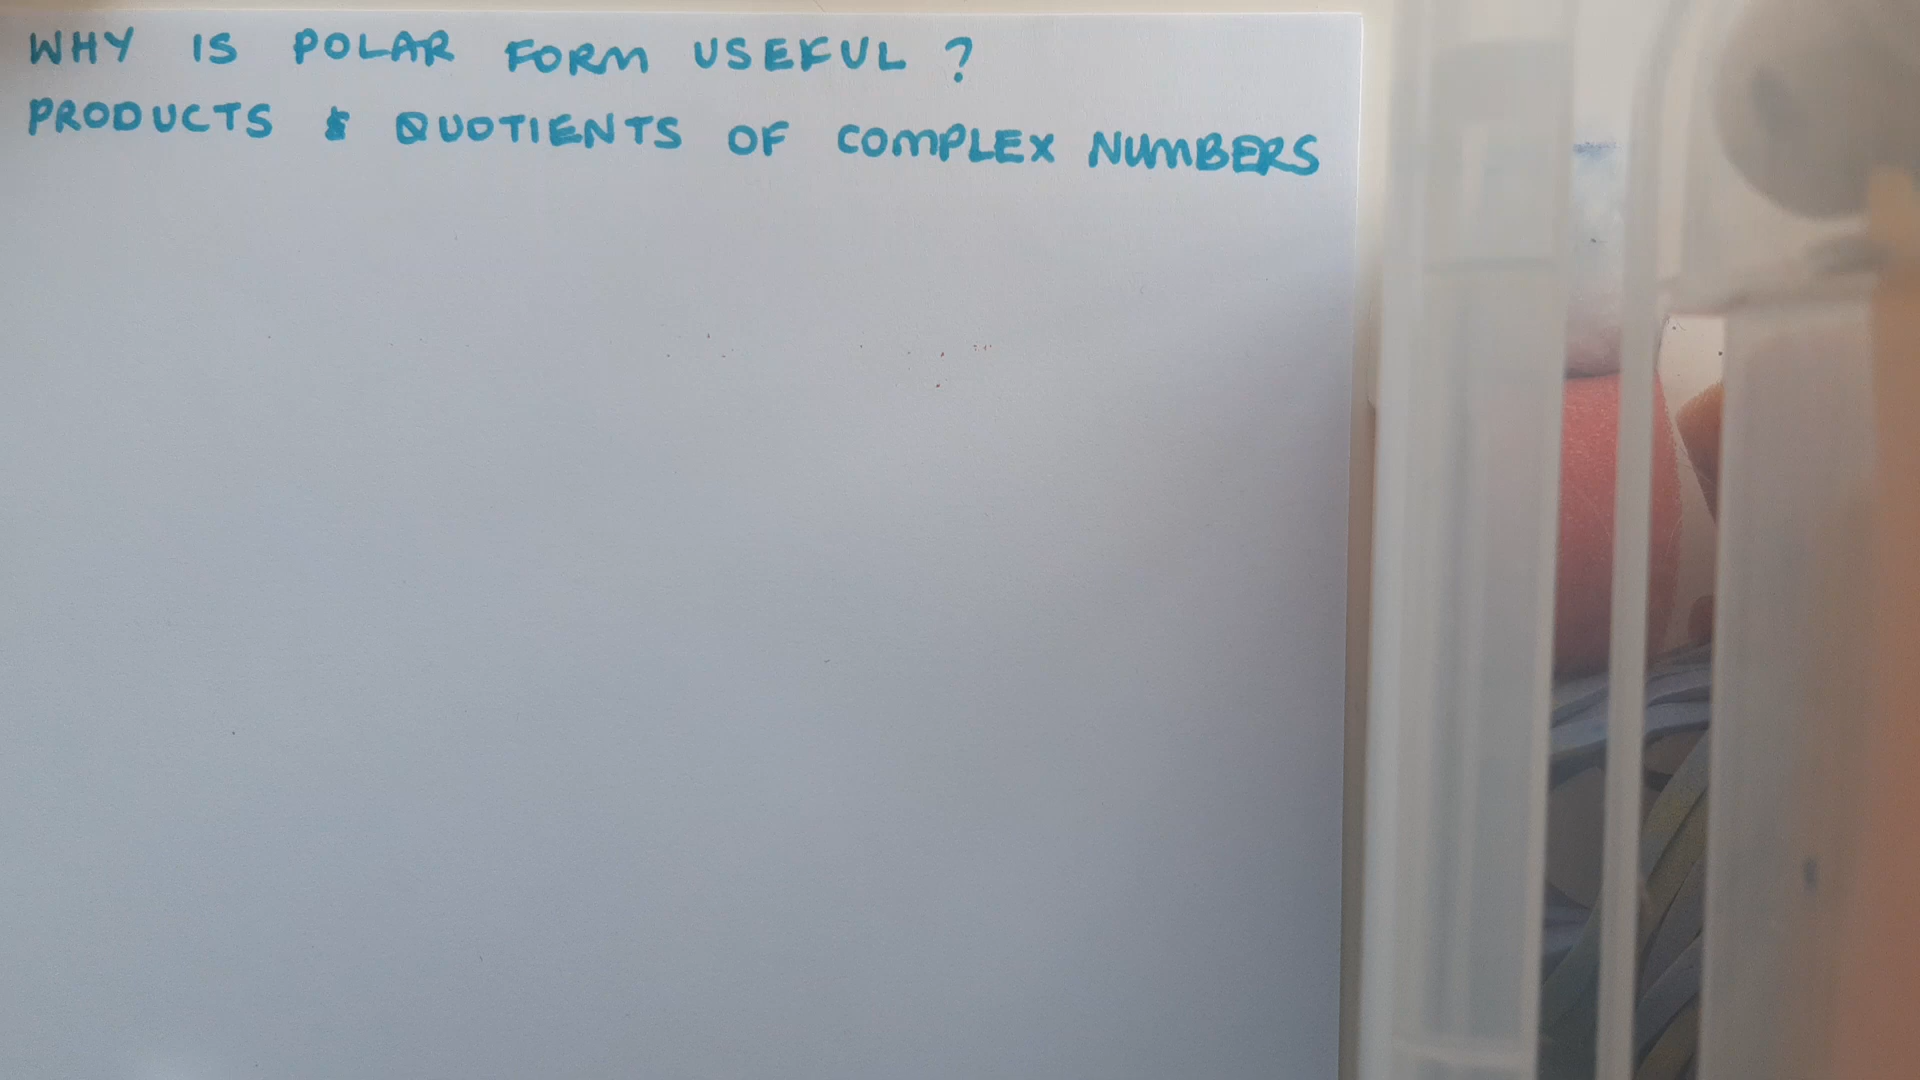 WHY IS POLAR FORM USEFUL ?
PRODUCTS & QUOTIENTS OF COMPLEX NUMBERS